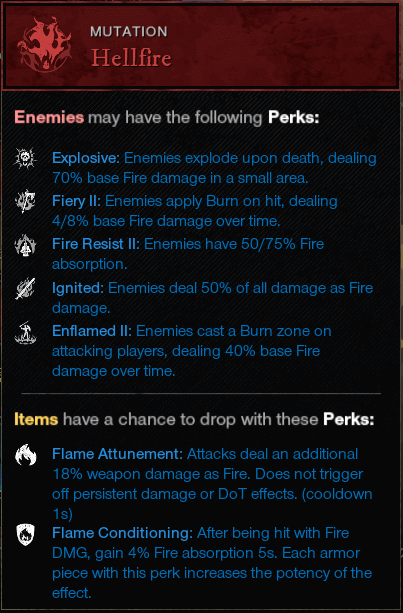 MUTATION
Hellfire
Enemies may have the following Perks:
Explosive: Enemies explode upon death, dealing
70% base Fire damage in a small area.
Fiery II: Enemies apply Burn on hit, dealing
4/8% base Fire damage over time.
Fire Resist II: Enemies have 50/75% Fire
absorption.
Ignited: Enemies deal 50% of all damage as Fire
damage.
Enflamed II: Enemies cast a Burn zone on
attacking players, dealing 40% base Fire
damage over time.
Items have a chance to drop with these Perks:
Flame Attunement: Attacks deal an additional
18% weapon damage as Fire. Does not trigger
off persistent damage or DoT effects. (cooldown
1s)
Flame Conditioning: After being hit with Fire
DMG, gain 4% Fire absorption 5s. Each armor
piece with this perk increases the potency of the
effect.